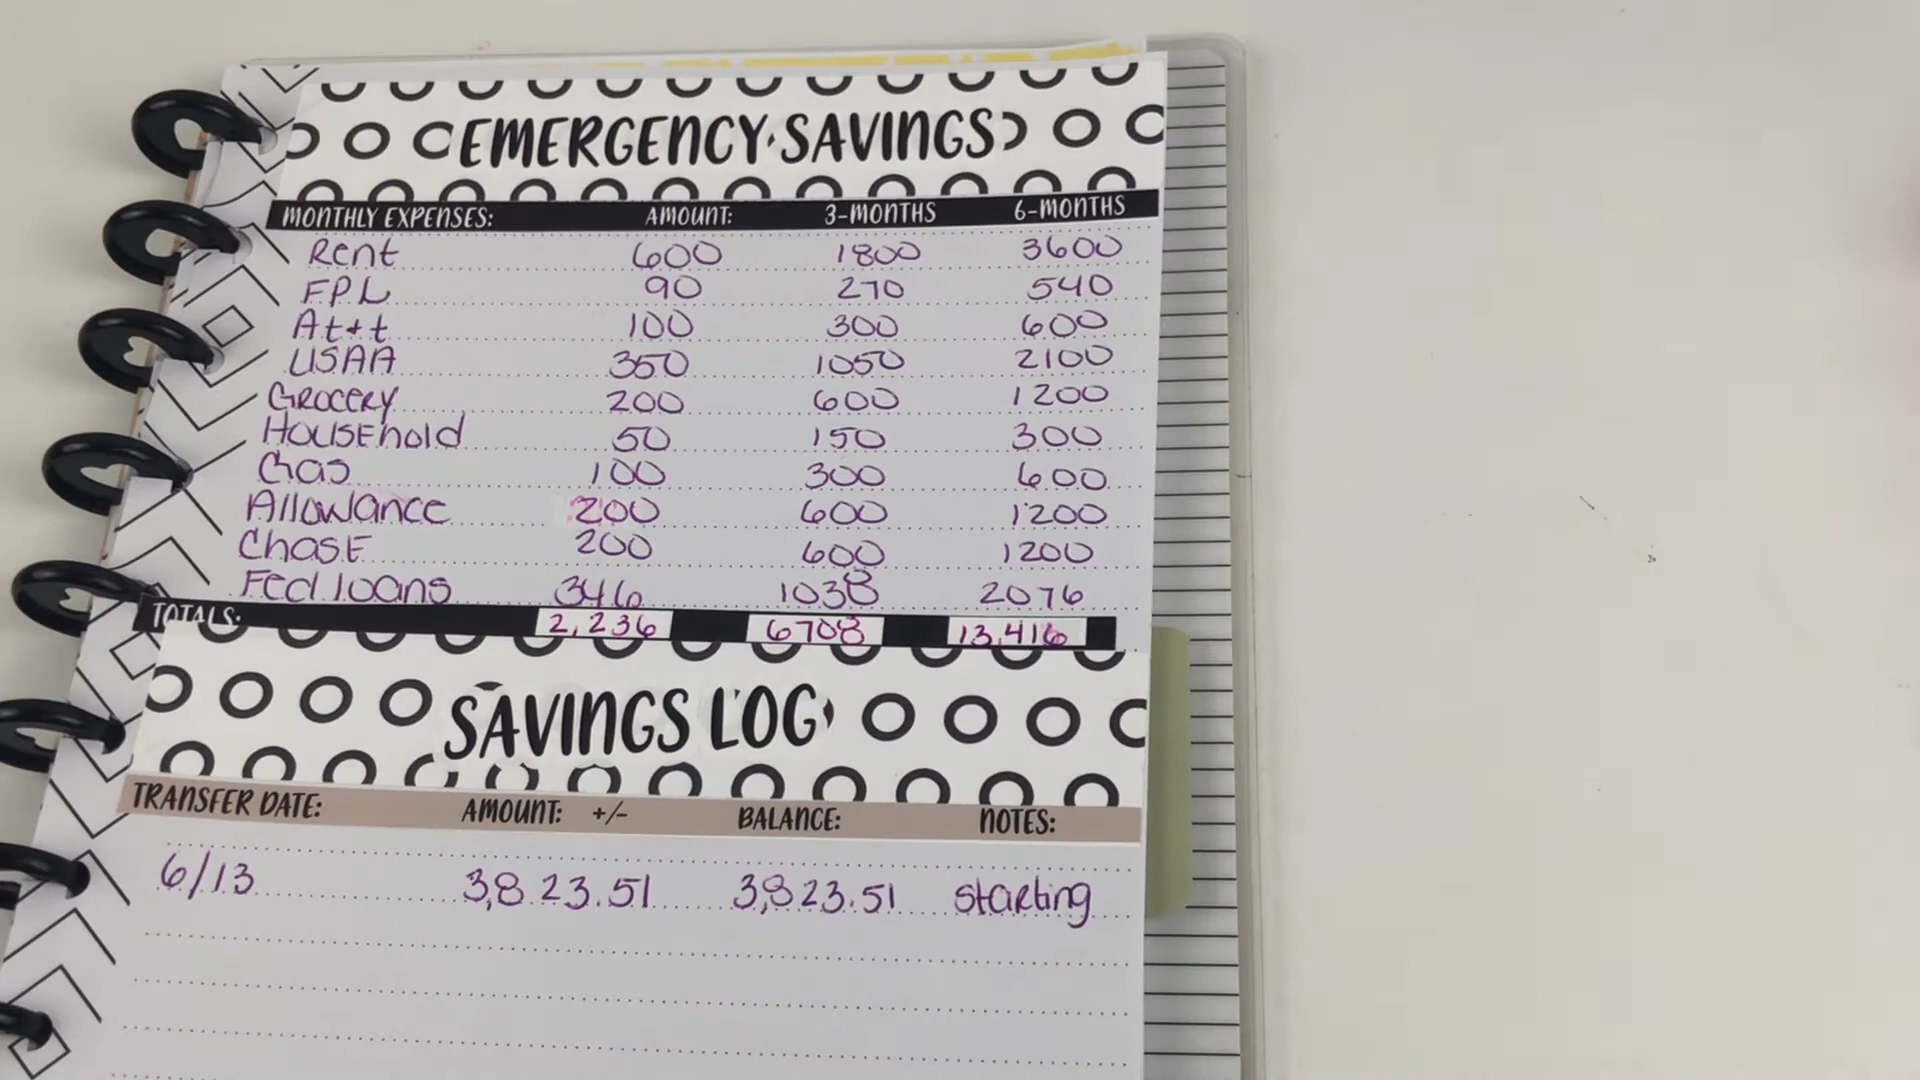 EMERGENCY SAVINGS
MONTHLY EXPENSES: AMOUNT: 3-MONTHS 6-MONTHS
Rent 600 1800 3600
FPL 90 270 540
At+t 100 300 600
USAA 350 1050 2100
Grocery 200 600 1200
Household 50 150 300
Gas 100 300 600
Allowance 200 600 1200
Chase 200 600 1200
Fed loans 346 1038 2076
TOTALS: 2,236 6708 13,416
SAVINGS LOG
TRANSFER DATE: AMOUNT: +/- BALANCE: NOTES:
6/13 3,823.51 3,823.51 starting